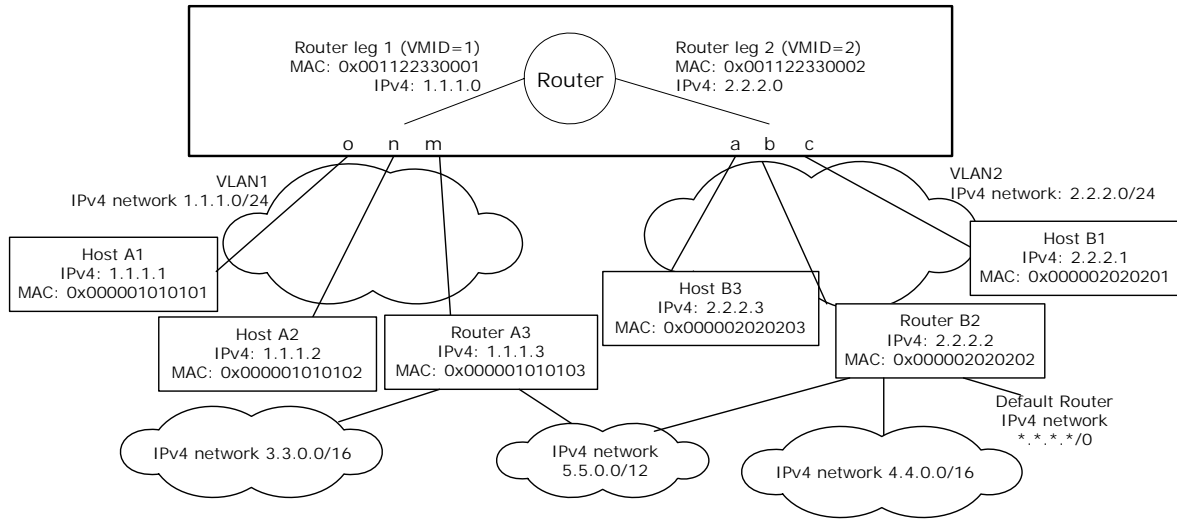 Router leg 1 (VMID=1)
MAC: 0x001122330001
IPv4: 1.1.1.0
Router
Router leg 2 (VMID=2)
MAC: 0x001122330002
IPv4: 2.2.2.0
o n m
a b c
VLAN1
IPv4 network 1.1.1.0/24
VLAN2
IPv4 network: 2.2.2.0/24
Host A1
IPv4: 1.1.1.1
MAC: 0x000001010101
Host B1
IPv4: 2.2.2.1
MAC: 0x000002020201
Host B3
IPv4: 2.2.2.3
MAC: 0x000002020203
Host A2
IPv4: 1.1.1.2
MAC: 0x000001010102
Router A3
IPv4: 1.1.1.3
MAC: 0x000001010103
Router B2
IPv4: 2.2.2.2
MAC: 0x000002020202
Default Router
IPv4 network
*.*.*.*/0
IPv4 network 3.3.0.0/16
IPv4 network
5.5.0.0/12
IPv4 network 4.4.0.0/16